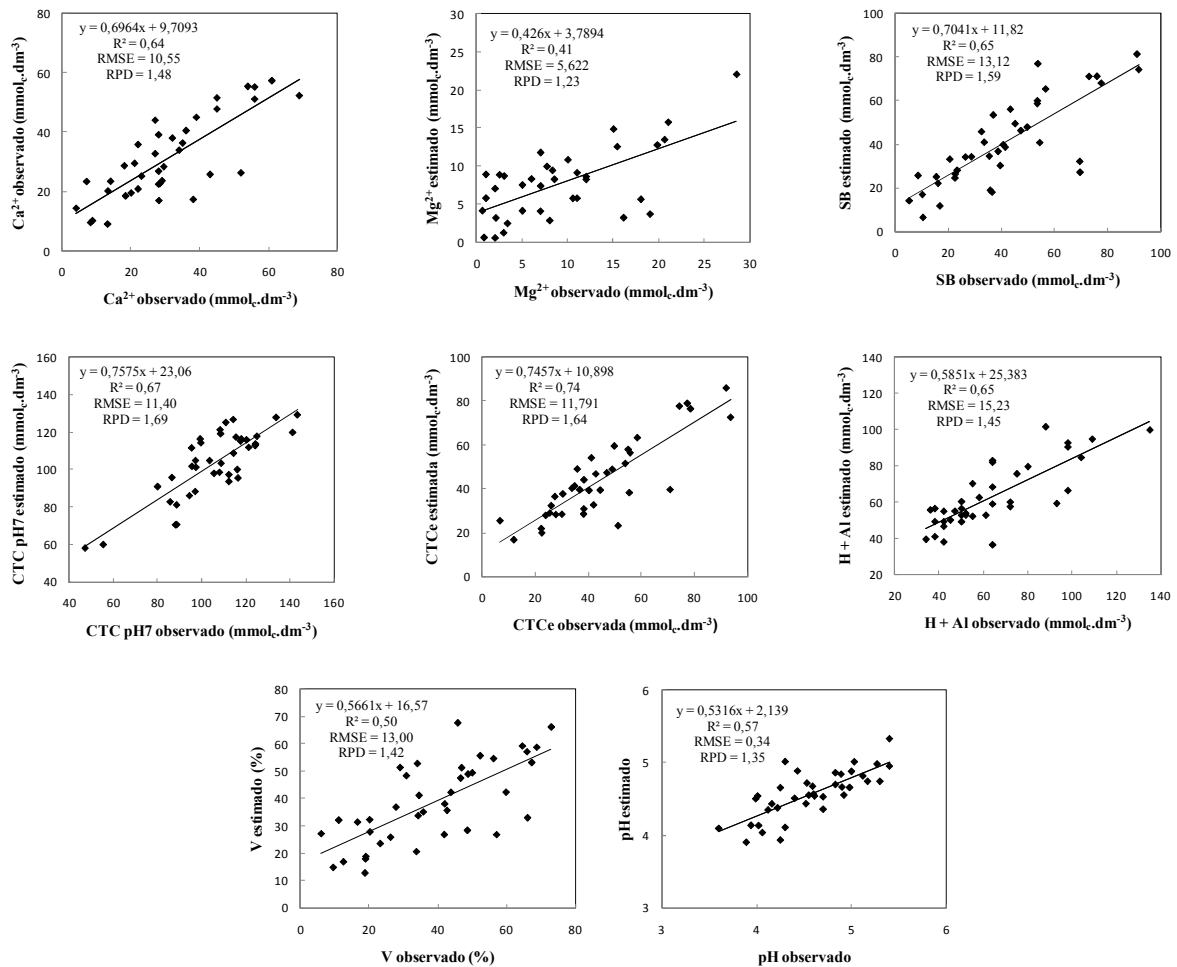 y = 0,6964x + 9,7093
R² = 0,64
RMSE = 10,55
RPD = 1,48
Ca²⁺ observado (mmol_c.dm⁻³)
80
60
40
20
0
0 20 40 60 80
Ca²⁺ observado (mmol_c.dm⁻³)
y = 0,426x + 3,7894
R² = 0,41
RMSE = 5,622
RPD = 1,23
Mg²⁺ estimado (mmol_c.dm⁻³)
30
25
20
15
10
5
0
0 5 10 15 20 25 30
Mg²⁺ observado (mmol_c.dm⁻³)
y = 0,7041x + 11,82
R² = 0,65
RMSE = 13,12
RPD = 1,59
SB estimado (mmol_c.dm⁻³)
100
80
60
40
20
0
0 20 40 60 80 100
SB observado (mmol_c.dm⁻³)
y = 0,7575x + 23,06
R² = 0,67
RMSE = 11,40
RPD = 1,69
CTC pH7 estimado (mmol_c.dm⁻³)
160
140
120
100
80
60
40
40 60 80 100 120 140 160
CTC pH7 observado (mmol_c.dm⁻³)
y = 0,7457x + 10,898
R² = 0,74
RMSE = 11,791
RPD = 1,64
CTCe estimada (mmol_c.dm⁻³)
100
80
60
40
20
0
0 20 40 60 80 100
CTCe observada (mmol_c.dm⁻³)
y = 0,5851x + 25,383
R² = 0,65
RMSE = 15,23
RPD = 1,45
H + Al estimado (mmol_c.dm⁻³)
140
120
100
80
60
40
20
20 40 60 80 100 120 140
H + Al observado (mmol_c.dm⁻³)
y = 0,5661x + 16,57
R² = 0,50
RMSE = 13,00
RPD = 1,42
V estimado (%)
80
70
60
50
40
30
20
10
0
0 20 40 60 80
V observado (%)
y = 0,5316x + 2,139
R² = 0,57
RMSE = 0,34
RPD = 1,35
pH estimado
6
5
4
3
3 4 5 6
pH observado